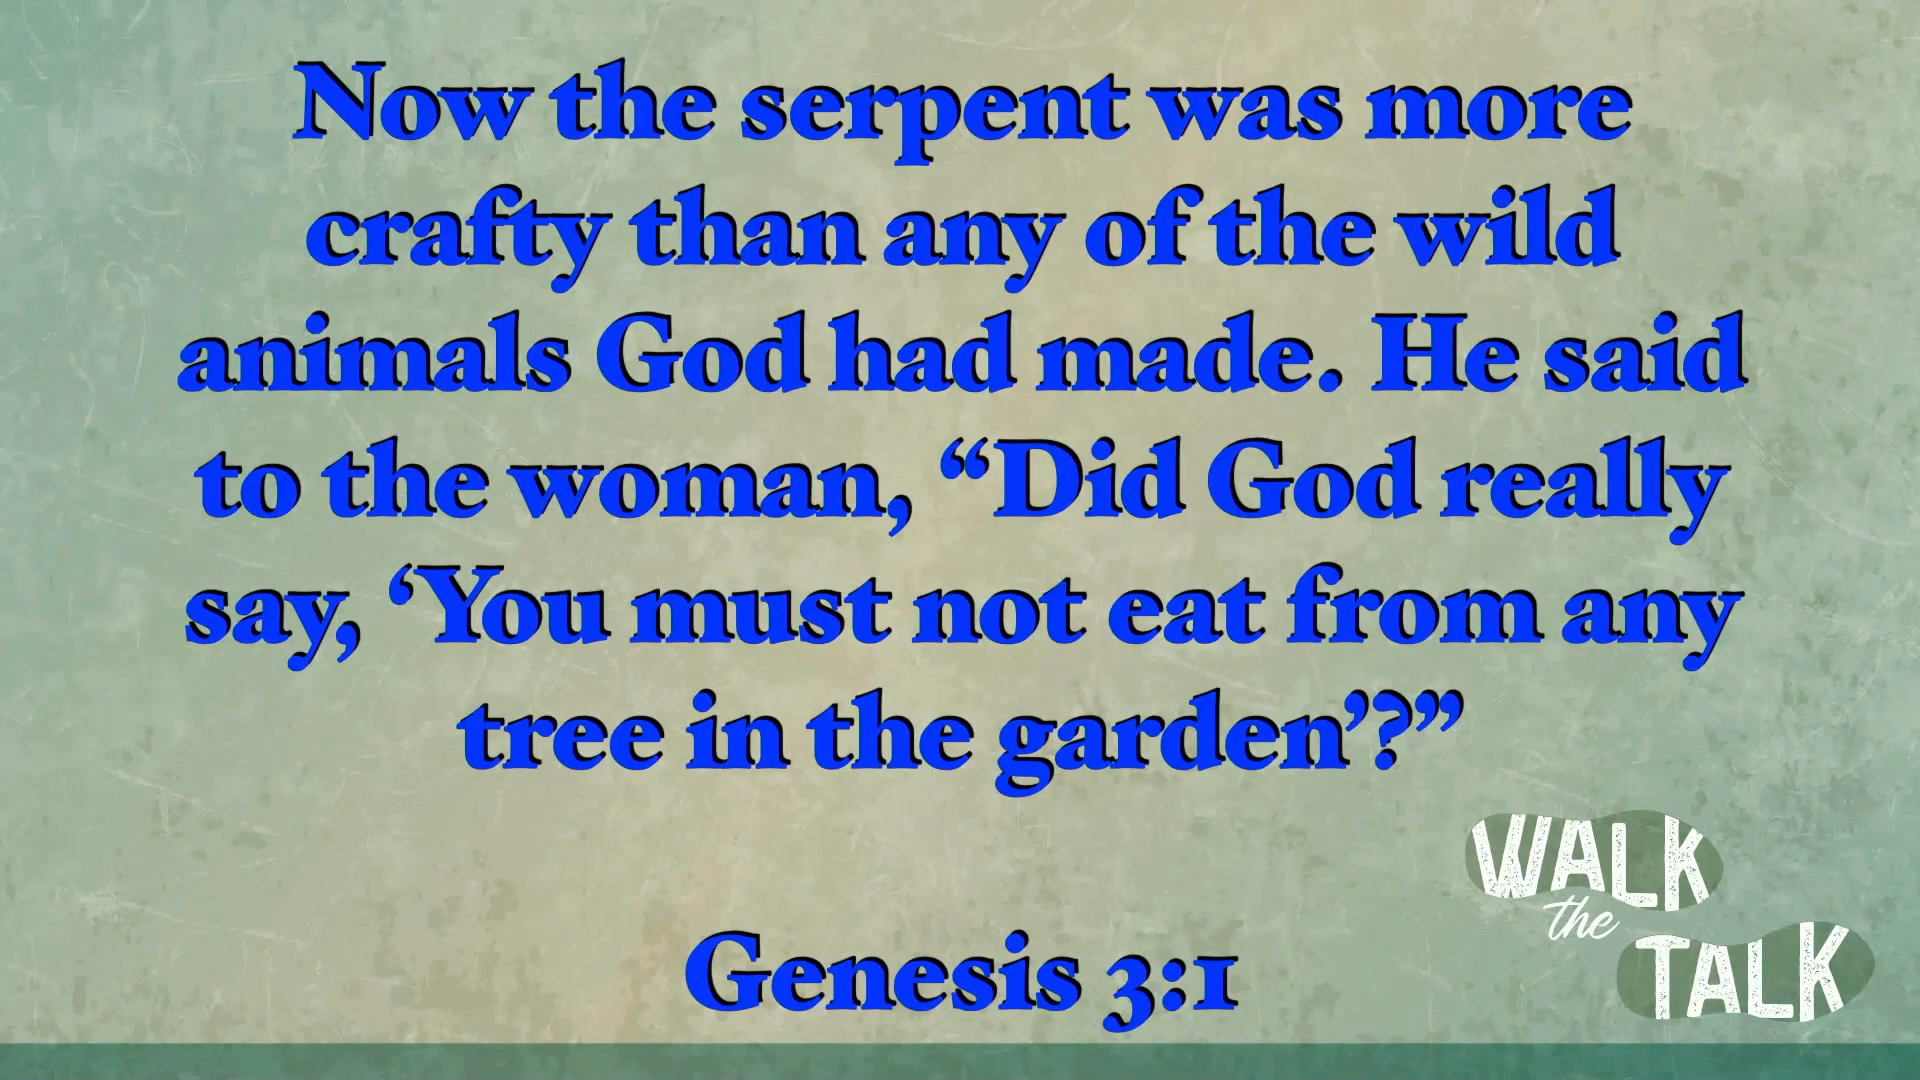 Now the serpent was more
crafty than any of the wild
animals God had made. He said
to the woman, “Did God really
say, ‘You must not eat from any
tree in the garden’?”
Genesis 3:1
WALK
the
TALK